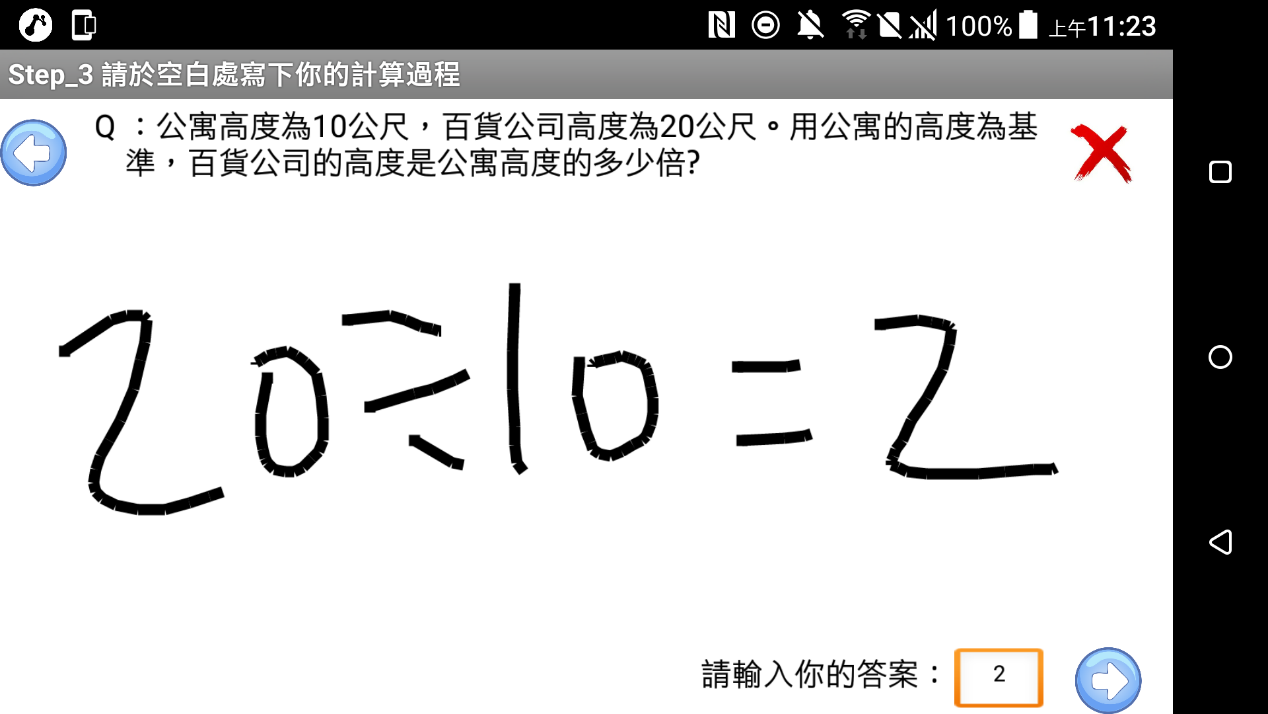 100% 上午11:23
Step_3 請於空白處寫下你的計算過程
Q ：公寓高度為10公尺，百貨公司高度為20公尺。用公寓的高度為基
準，百貨公司的高度是公寓高度的多少倍?
20÷10=2
請輸入你的答案： 2